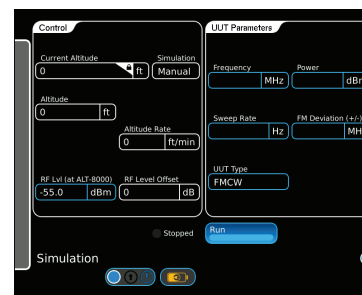 Control
Current Altitude
0 ft
Simulation
Manual
Altitude
0 ft
Altitude Rate
0 ft/min
RF Lvl (at ALT-8000)
-55.0 dBm
RF Level Offset
0 dB
UUT Parameters
Frequency
MHz
Power
dBm
Sweep Rate
Hz
FM Deviation (+/-)
MH
UUT Type
FMCW
Stopped
Run
Simulation